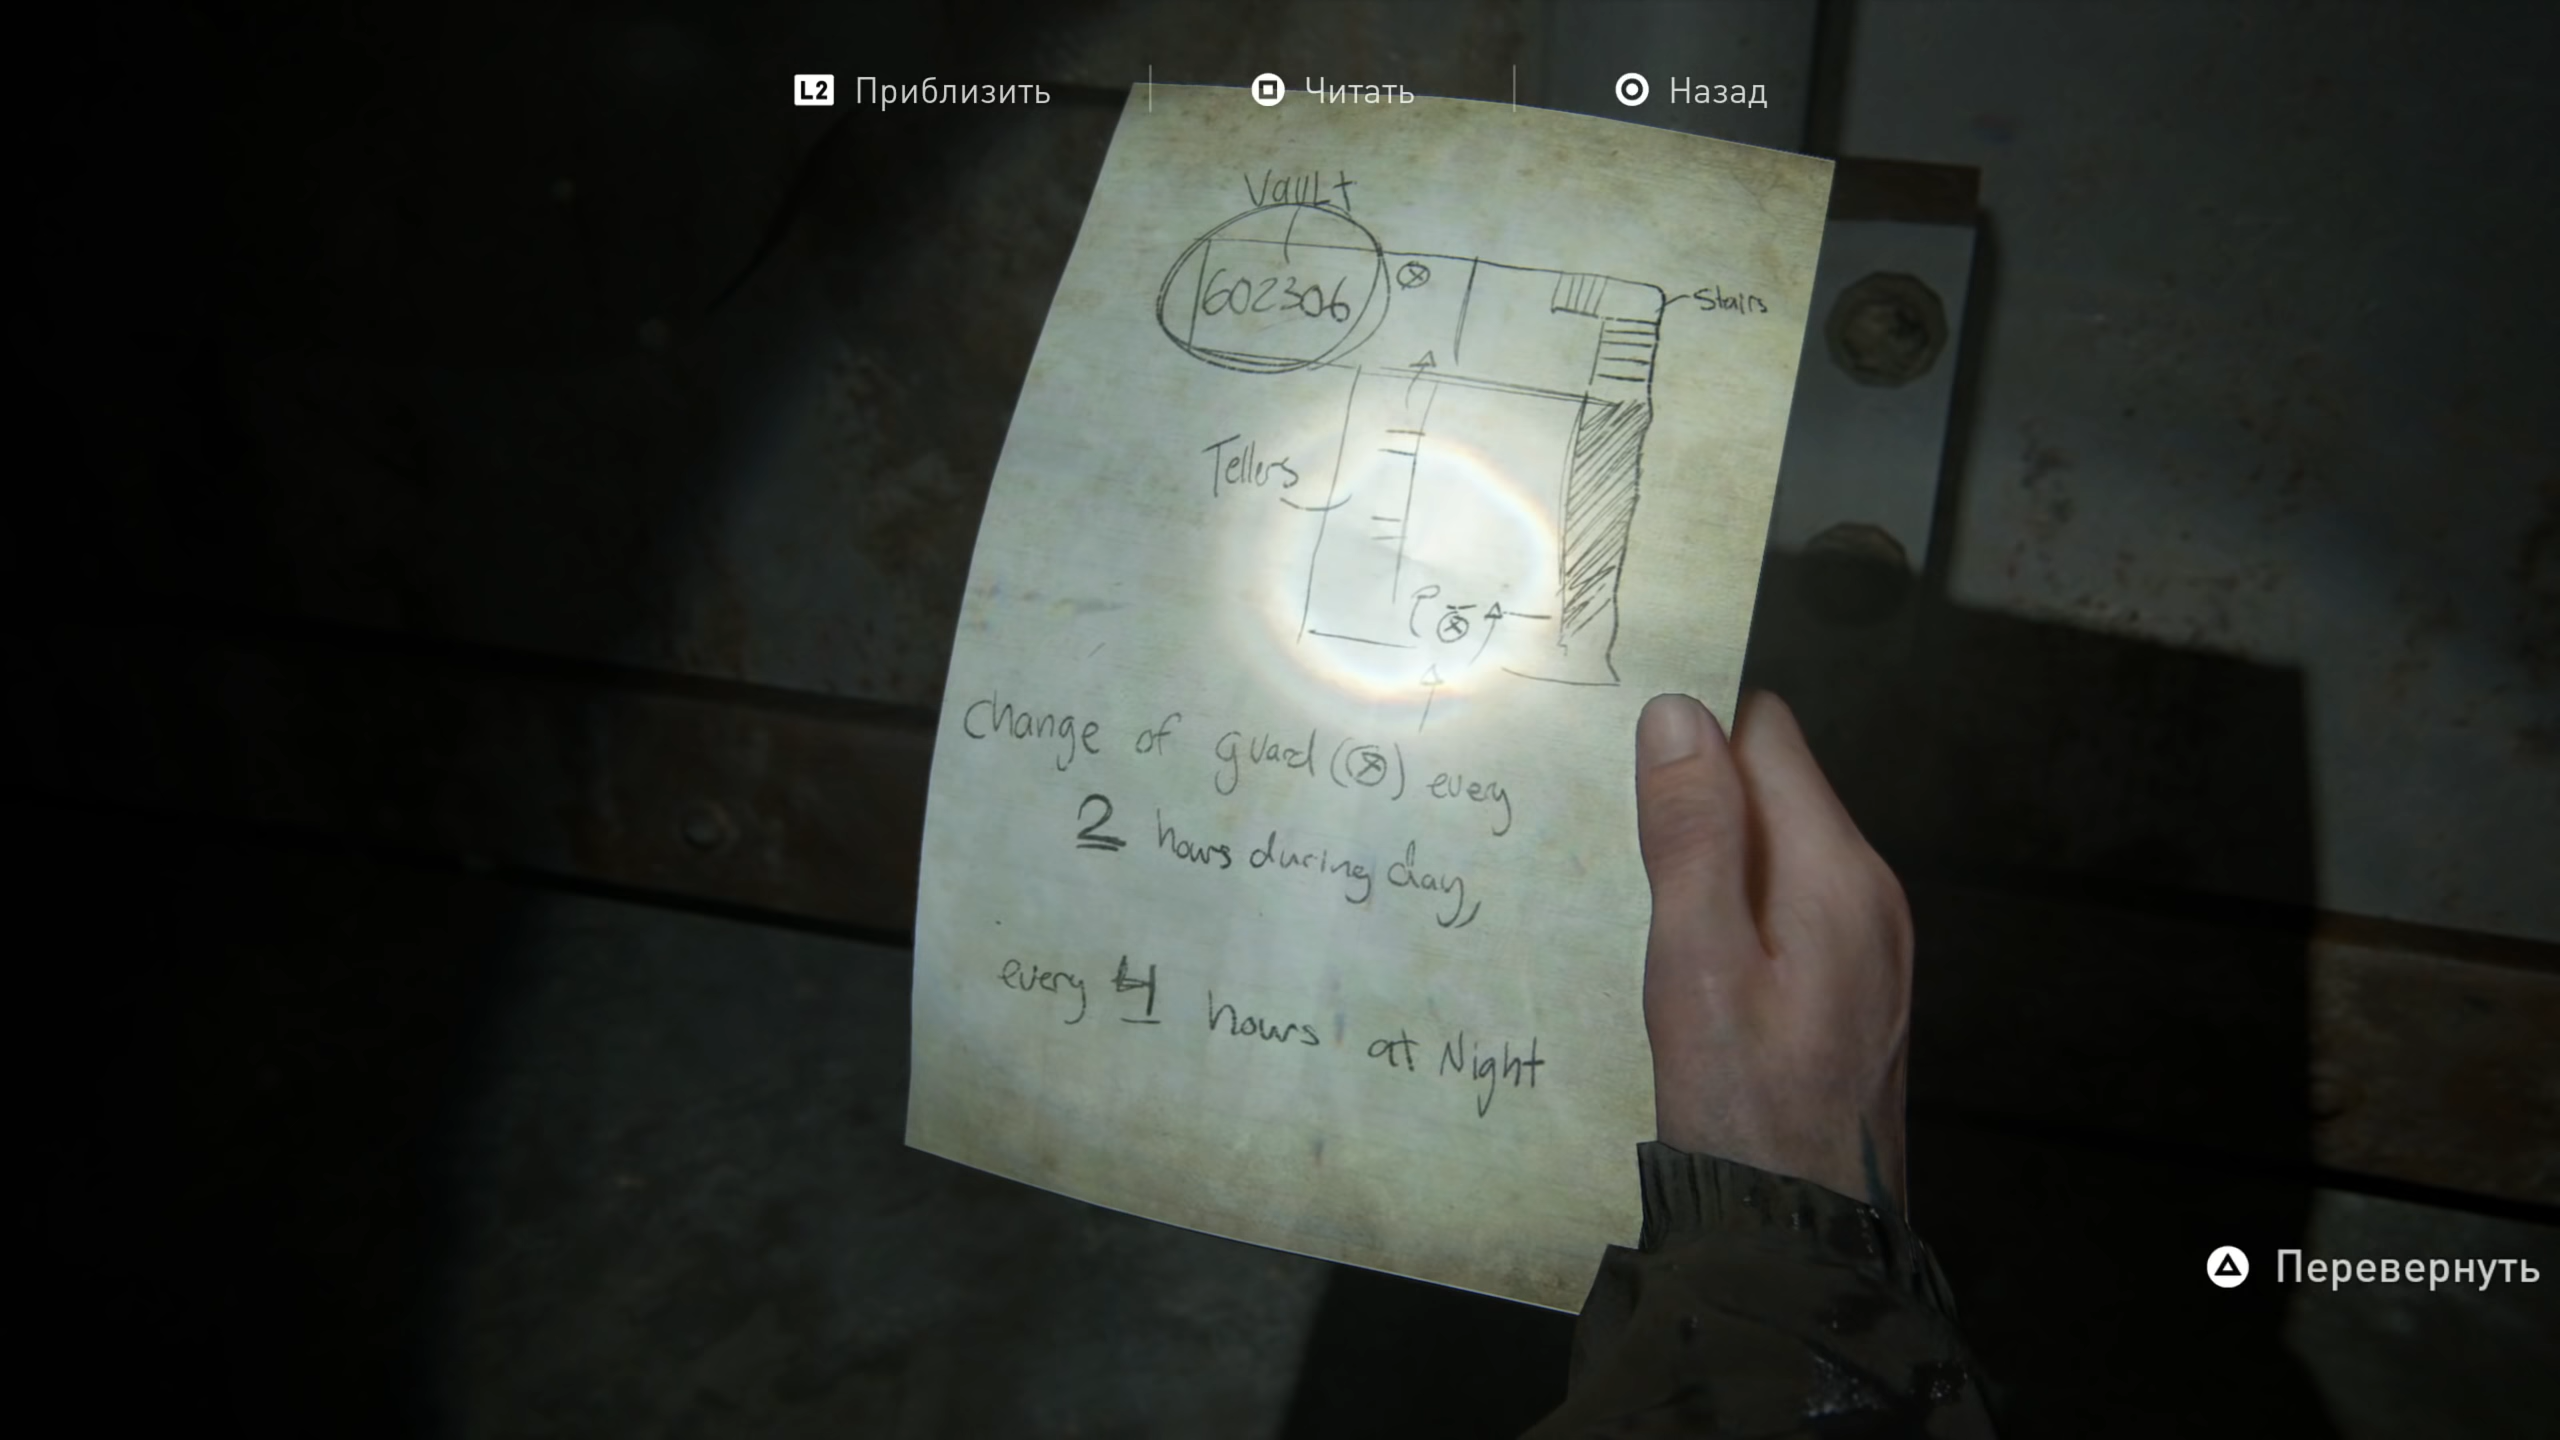 L2 Приблизить
Читать
Назад
Vault
602306
Stairs
Tellers
Change of guard (⊗) every
2 hours during day,
every 4 hours at Night
Перевернуть